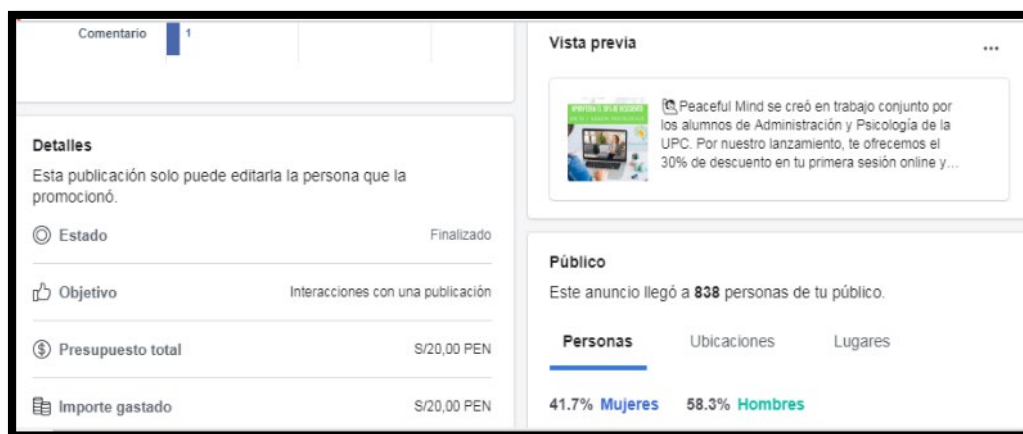 Comentario 1
Detalles
Esta publicación solo puede editarla la persona que la
promocionó.
Estado Finalizado
Objetivo Interacciones con una publicación
Presupuesto total S/20,00 PEN
Importe gastado S/20,00 PEN
Vista previa
...
Peaceful Mind se creó en trabajo conjunto por
los alumnos de Administración y Psicología de la
UPC. Por nuestro lanzamiento, te ofrecemos el
30% de descuento en tu primera sesión online y…
Público
Este anuncio llegó a 838 personas de tu público.
Personas Ubicaciones Lugares
41.7% Mujeres 58.3% Hombres